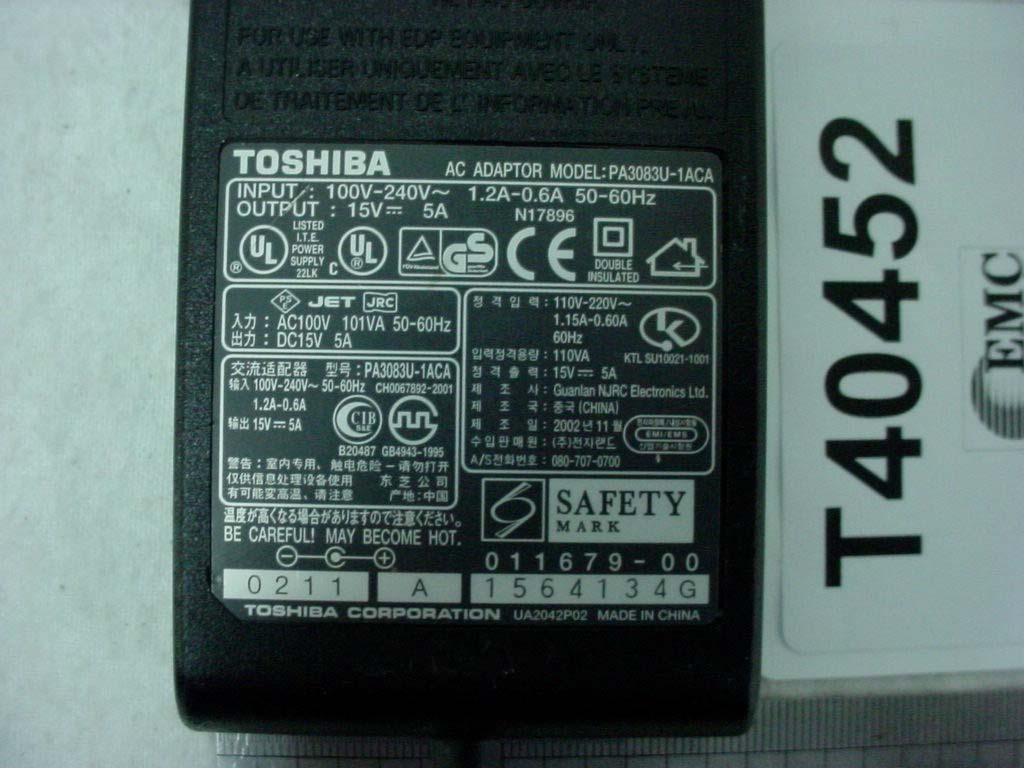 FOR USE WITH EDP EQUIPMENT ONLY.
A UTILISER UNIQUEMENT AVEC LE SYSTEME
DE TRAITEMENT DE L' INFORMATION PREVU.
TOSHIBA AC ADAPTOR MODEL:PA3083U-1ACA
INPUT : 100V-240V～ 1.2A-0.6A 50-60Hz
OUTPUT : 15V⎓ 5A N17896
UL ® LISTED I.T.E. POWER SUPPLY 22LK
C UL ®
GS
CE
DOUBLE INSULATED
PS E JET JRC
入力 : AC100V 101VA 50-60Hz
出力 : DC15V 5A
交流适配器 型号: PA3083U-1ACA
输入 100V-240V～ 50-60Hz CH0067892-2001
1.2A-0.6A
输出 15V⎓ 5A
CIB
B20487 GB4943-1995
警告: 室内专用、触电危险－请勿打开
仅供信息处理设备使用 东芝公司
有可能变高温、请注意 产地: 中国
정격입력: 110V-220V～
1.15A-0.60A
60Hz
입력정격용량: 110VA
KTL SU10021-1001
정격출력: 15V⎓ 5A
제조사: Guanlan NJRC Electronics Ltd.
제조국: 중국 (CHINA)
제조일: 2002년 11월
수입판매원: (주)전자랜드
A/S전화번호: 080-707-0700
EMI/EMS
温度が高くなる場合がありますので注意ください。
BE CAREFUL! MAY BECOME HOT.
SAFETY
MARK
011679-00
0211 A 1564134G
TOSHIBA CORPORATION UA2042P02 MADE IN CHINA
T40452
EMC